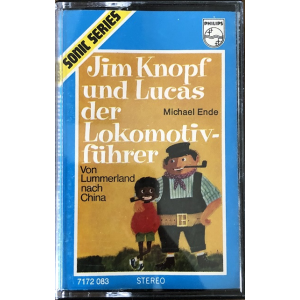 SONIC SERIES
PHILIPS
Jim Knopf
und Lucas
der Michael Ende
Lokomotiv-
führer
Von
Lummerland
nach
China
7172 083 STEREO